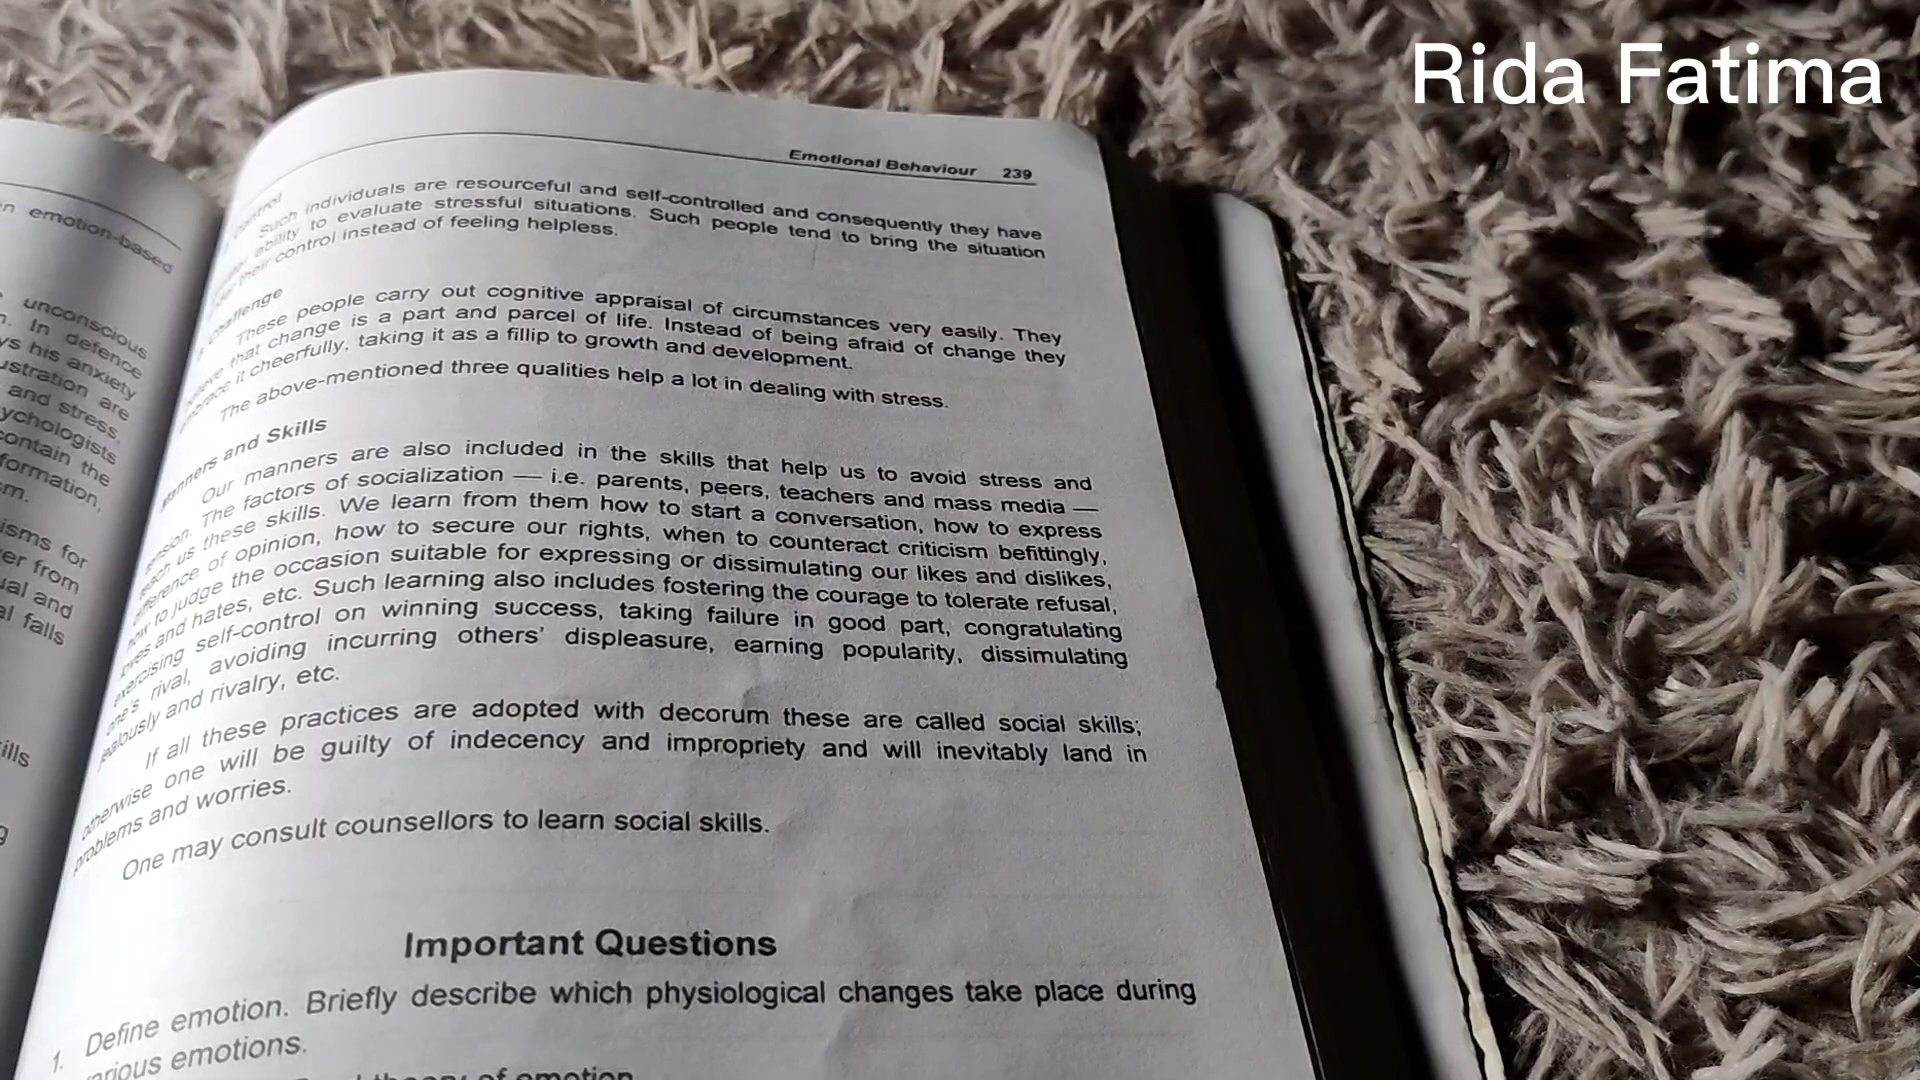 Rida Fatima
Emotional Behaviour 239
control
Such individuals are resourceful and self-controlled and consequently they have
ability to evaluate stressful situations. Such people tend to bring the situation
their control instead of feeling helpless.
challenge
These people carry out cognitive appraisal of circumstances very easily. They
that change is a part and parcel of life. Instead of being afraid of change they
it cheerfully, taking it as a fillip to growth and development.
The above-mentioned three qualities help a lot in dealing with stress.
Manners and Skills
Our manners are also included in the skills that help us to avoid stress and
tension. The factors of socialization — i.e. parents, peers, teachers and mass media —
teach us these skills. We learn from them how to start a conversation, how to express
difference of opinion, how to secure our rights, when to counteract criticism befittingly,
how to judge the occasion suitable for expressing or dissimulating our likes and dislikes,
loves and hates, etc. Such learning also includes fostering the courage to tolerate refusal,
exercising self-control on winning success, taking failure in good part, congratulating
one's rival, avoiding incurring others' displeasure, earning popularity, dissimulating
jealously and rivalry, etc.
If all these practices are adopted with decorum these are called social skills;
otherwise one will be guilty of indecency and impropriety and will inevitably land in
problems and worries.
One may consult counsellors to learn social skills.
Important Questions
1. Define emotion. Briefly describe which physiological changes take place during
various emotions.
theory of emotion
in emotion-based
unconscious
In defence
his anxiety
are
and stress,
contain the
for
from
and
falls